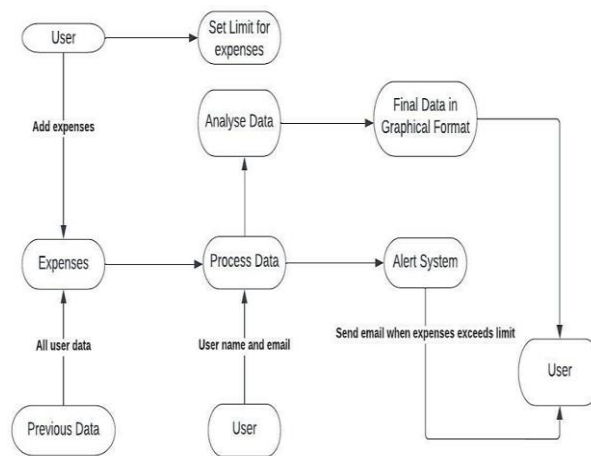 User
Set Limit for
expenses
Analyse Data
Final Data in
Graphical Format
Add expenses
Expenses
Process Data
Alert System
All user data
User name and email
Send email when expenses exceeds limit
User
Previous Data
User